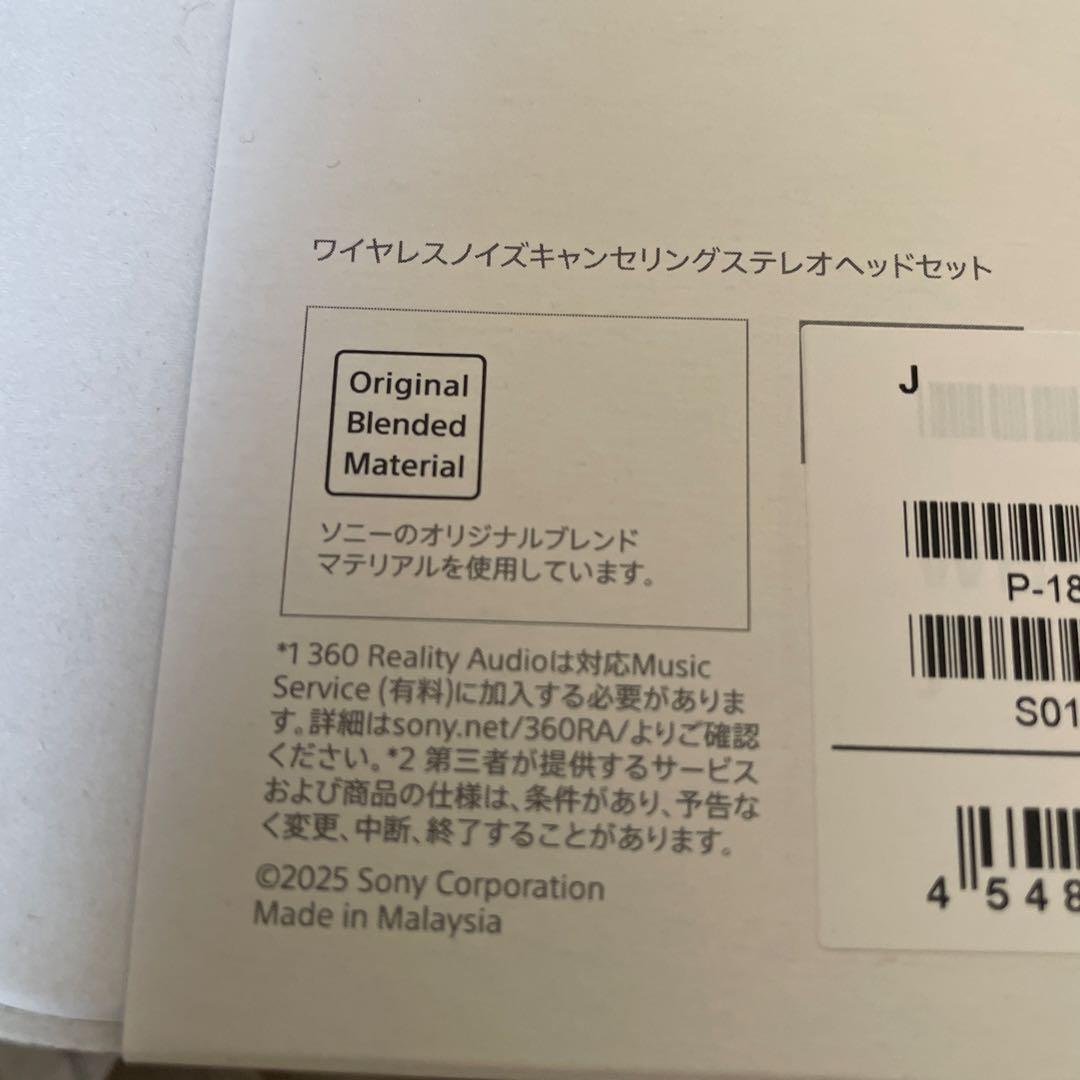 ワイヤレスノイズキャンセリングステレオヘッドセット
Original
Blended
Material
ソニーのオリジナルブレンド
マテリアルを使用しています。
*1 360 Reality Audioは対応Music
Service (有料)に加入する必要がありま
す。詳細はsony.net/360RA/よりご確認
ください。*2 第三者が提供するサービス
および商品の仕様は、条件があり、予告な
く変更、中断、終了することがあります。
©2025 Sony Corporation
Made in Malaysia
J
P-18
S01
4 548